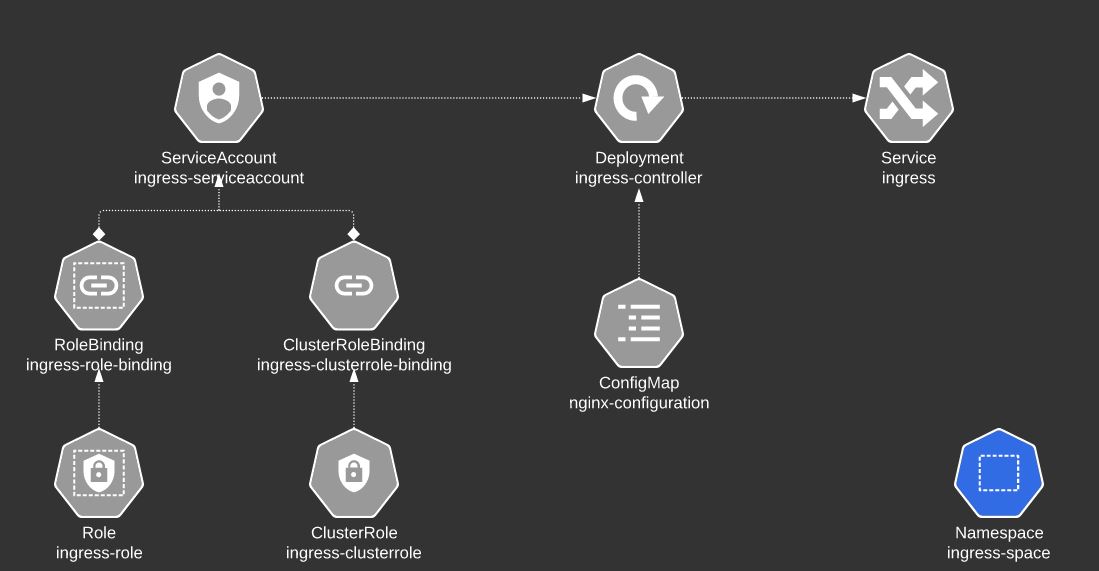 ServiceAccount
ingress-serviceaccount
Deployment
ingress-controller
Service
ingress
RoleBinding
ingress-role-binding
ClusterRoleBinding
ingress-clusterrole-binding
ConfigMap
nginx-configuration
Role
ingress-role
ClusterRole
ingress-clusterrole
Namespace
ingress-space